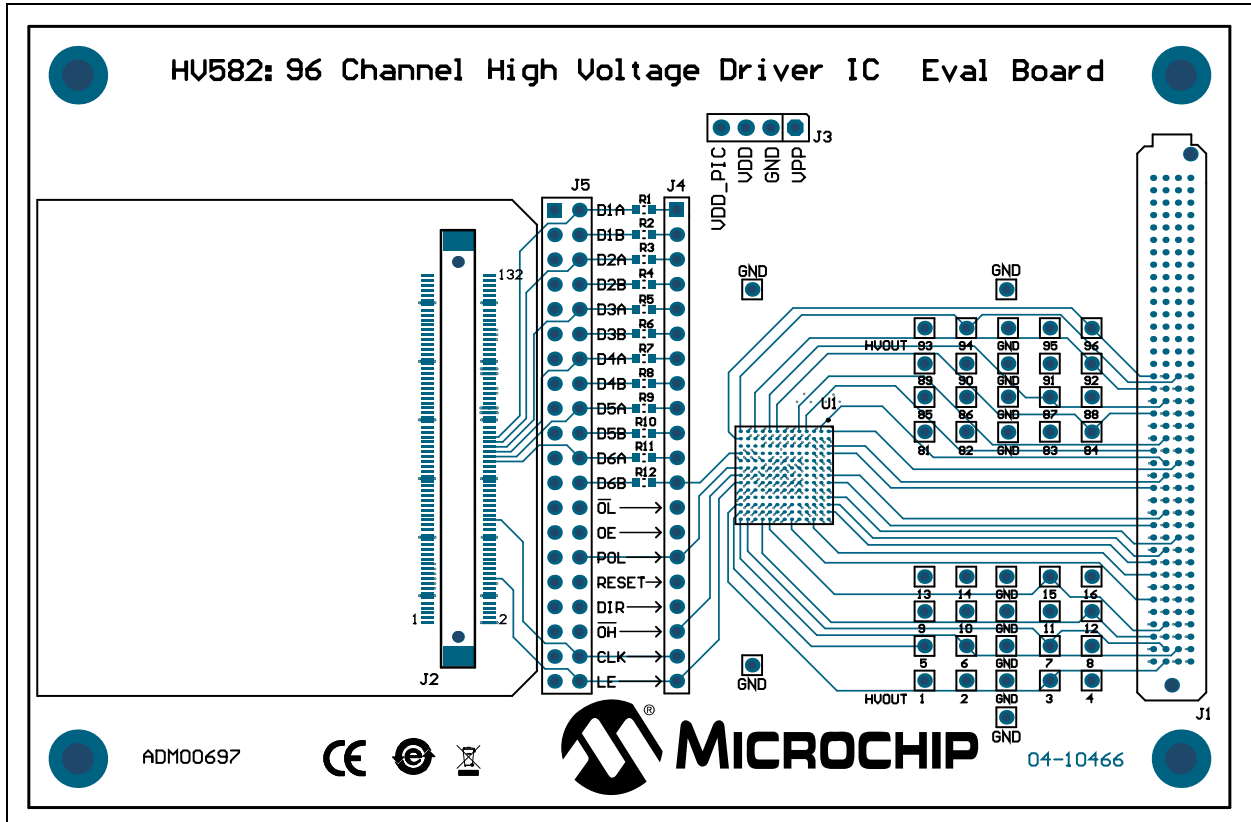 HV582: 96 Channel High Voltage Driver IC Eval Board
J3
VDD_PIC VDD GND VPP
J5 J4
D1A R1
D1B R2
D2A R3
132
D2B R4
D3A R5
D3B R6
D4A R7
D4B R8
D5A R9
D5B R10
D6A R11
D6B R12
OL
OE
POL
RESET
DIR
OH
CLK
LE
1 2
J2
GND GND
HVOUT 93 94 GND 95 96
89 90 GND 91 92
85 86 GND 87 88
81 82 GND 83 84
U1
13 14 GND 15 16
9 10 GND 11 12
5 6 GND 7 8
HVOUT 1 2 GND 3 4
GND
GND
J1
ADM00697
CE
e
® MICROCHIP
04-10466